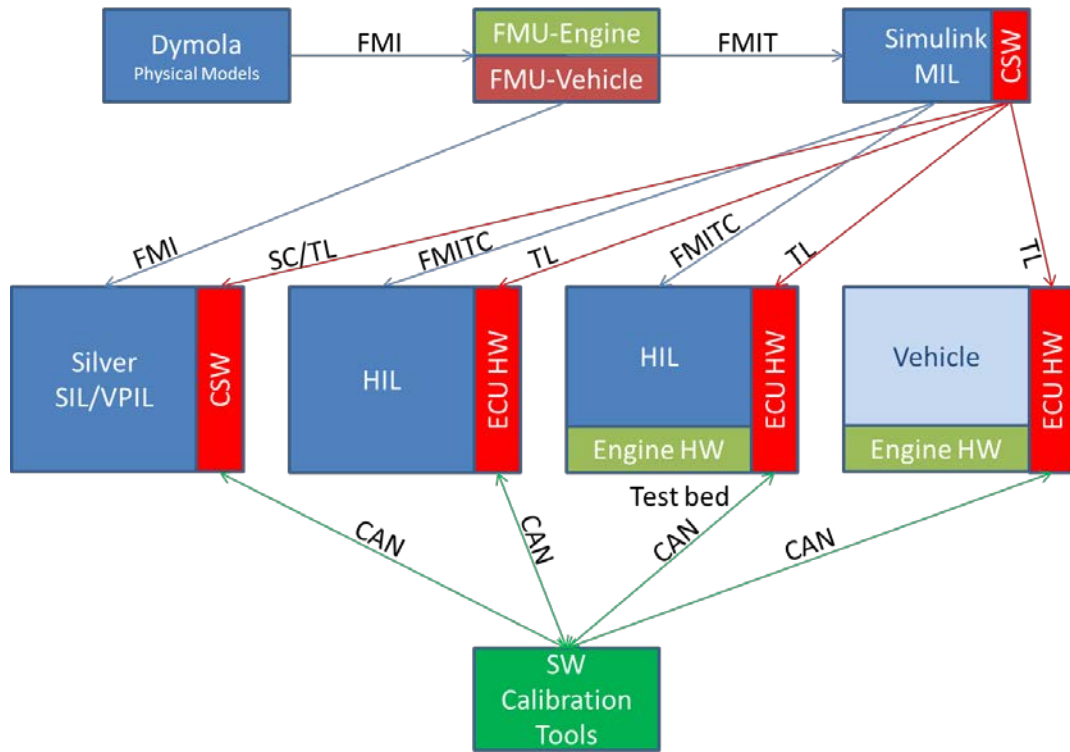 Dymola
Physical Models
FMI
FMU-Engine
FMU-Vehicle
FMIT
Simulink
MIL
CSW
FMI
SC/TL
FMITC
TL
FMITC
TL
TL
Silver
SIL/VPIL
CSW
HIL
ECU HW
HIL
Engine HW
ECU HW
Vehicle
Engine HW
ECU HW
Test bed
CAN
CAN
CAN
CAN
SW
Calibration
Tools